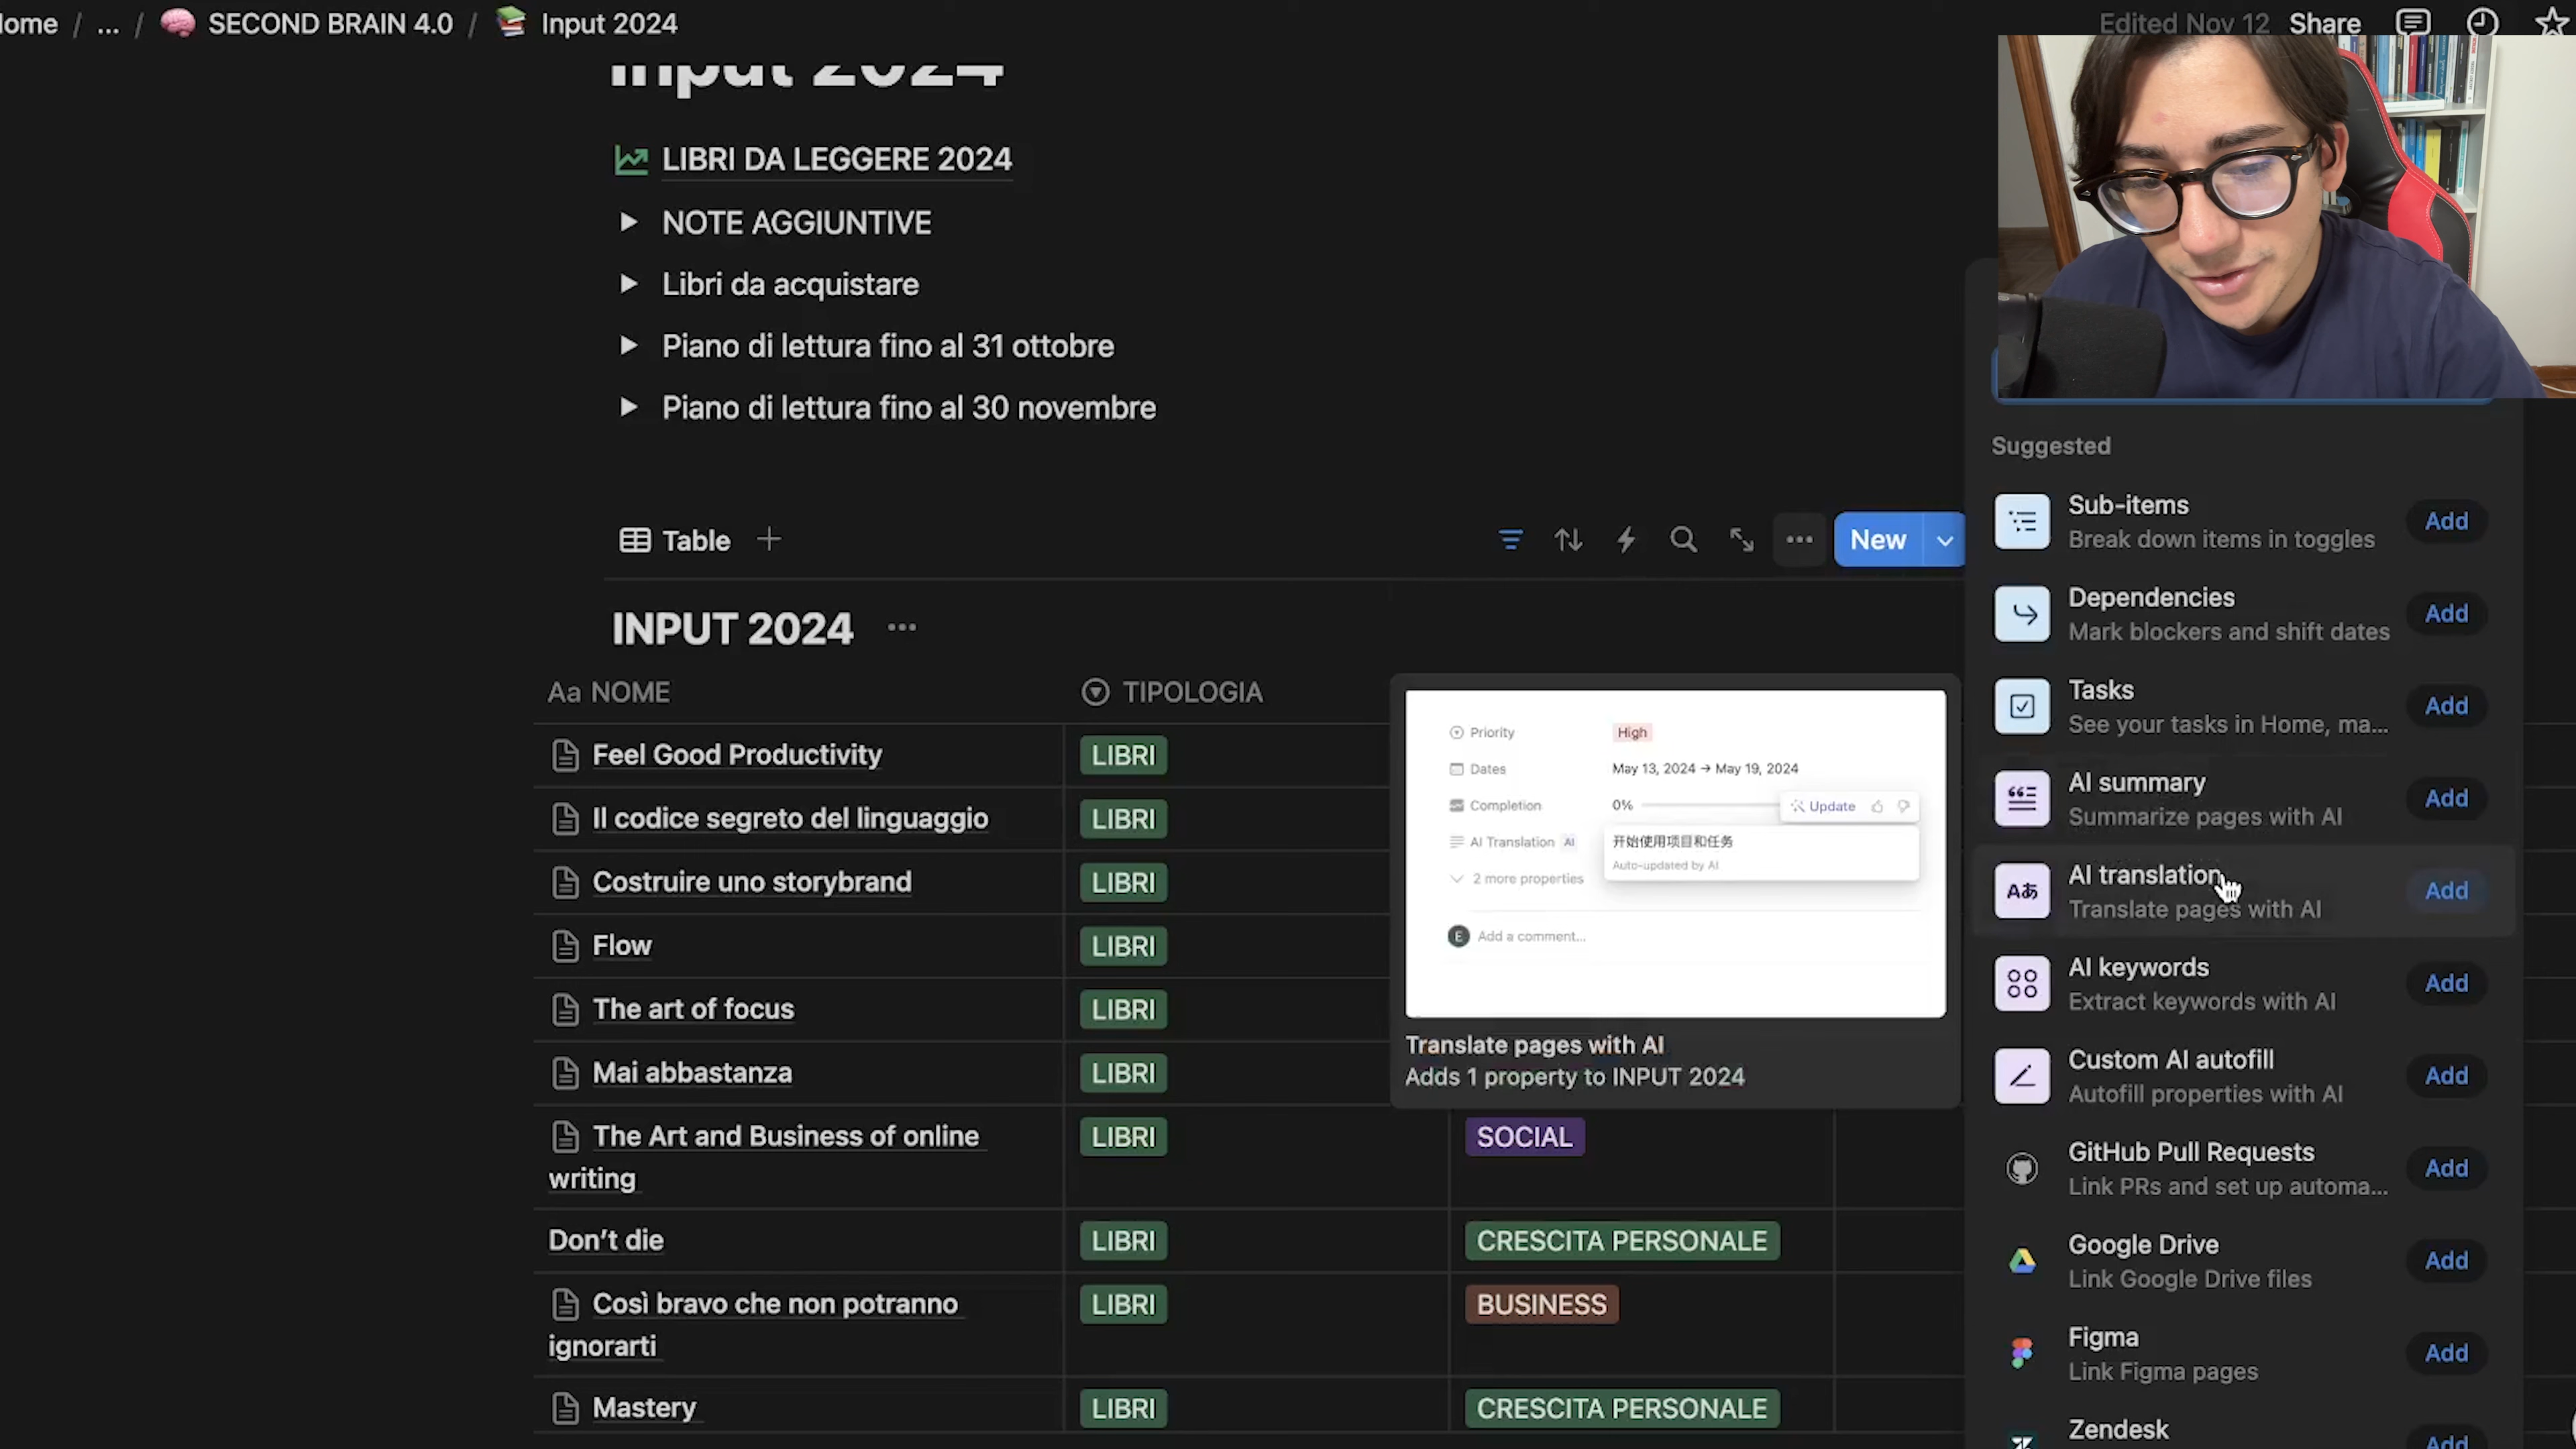 / ... / SECOND BRAIN 4.0 / Input 2024
Edited Nov 12 Share
Input 2024
LIBRI DA LEGGERE 2024
NOTE AGGIUNTIVE
Libri da acquistare
Piano di lettura fino al 31 ottobre
Piano di lettura fino al 30 novembre
Table +
New
INPUT 2024 ...
Aa NOME TIPOLOGIA
Feel Good Productivity LIBRI
Il codice segreto del linguaggio LIBRI
Costruire uno storybrand LIBRI
Flow LIBRI
The art of focus LIBRI
Mai abbastanza LIBRI
The Art and Business of online LIBRI SOCIAL
writing
Don't die LIBRI CRESCITA PERSONALE
Così bravo che non potranno LIBRI BUSINESS
ignorarti
Mastery LIBRI CRESCITA PERSONALE
Priority High
Dates May 13, 2024 → May 19, 2024
Completion 0% Update
AI Translation AI 开始使用项目和任务
Auto-updated by AI
2 more properties
E Add a comment...
Translate pages with AI
Adds 1 property to INPUT 2024
Suggested
Sub-items
Break down items in toggles
Add
Dependencies
Mark blockers and shift dates
Add
Tasks
See your tasks in Home, ma...
Add
AI summary
Summarize pages with AI
Add
Aあ
AI translation
Translate pages with AI
Add
AI keywords
Extract keywords with AI
Add
Custom AI autofill
Autofill properties with AI
Add
GitHub Pull Requests
Link PRs and set up automa...
Add
Google Drive
Link Google Drive files
Add
Figma
Link Figma pages
Add
Zendesk
Add